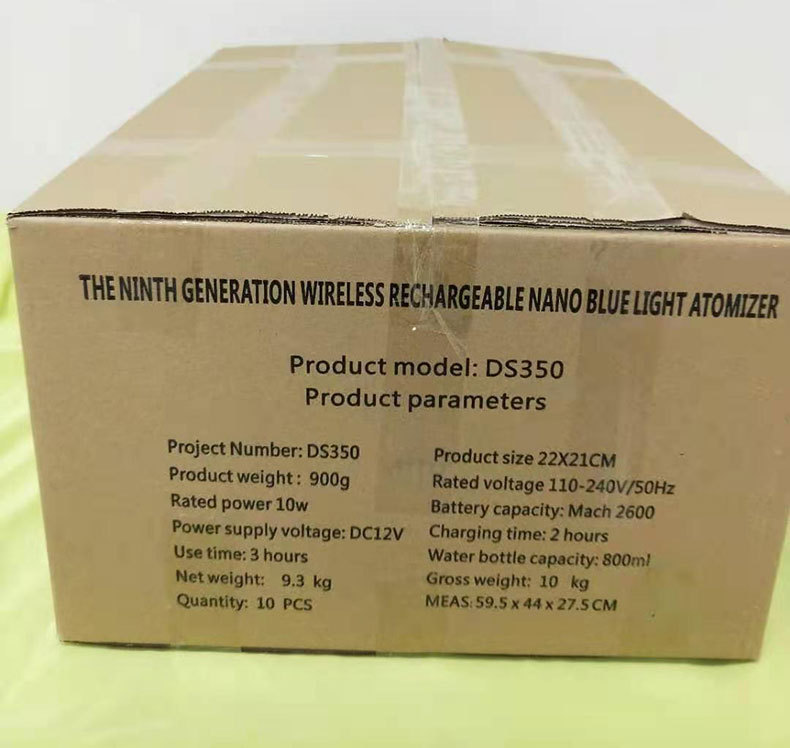 THE NINTH GENERATION WIRELESS RECHARGEABLE NANO BLUE LIGHT ATOMIZER
Product model: DS350
Product parameters
Project Number: DS350
Product weight: 900g
Rated power 10w
Power supply voltage: DC12V
Use time: 3 hours
Net weight: 9.3 kg
Quantity: 10 PCS
Product size 22X21CM
Rated voltage 110-240V/50Hz
Battery capacity: Mach 2600
Charging time: 2 hours
Water bottle capacity: 800ml
Gross weight: 10 kg
MEAS: 59.5 x 44 x 27.5 CM